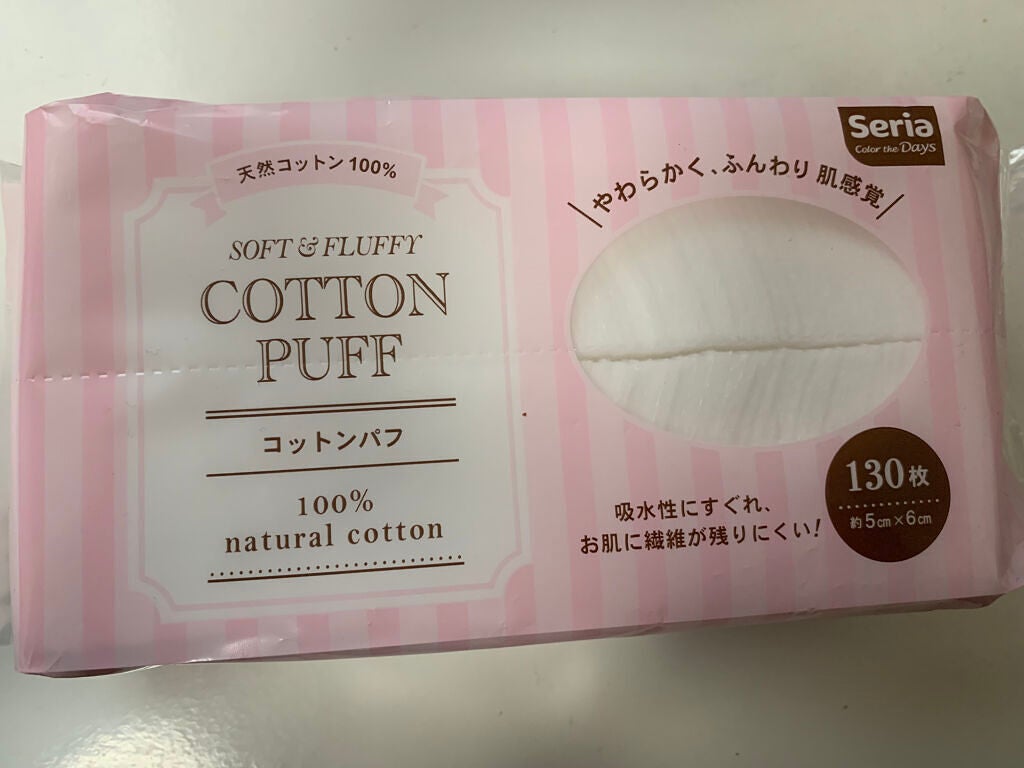 天然コットン100%
SOFT & FLUFFY
COTTON
PUFF
コットンパフ
100%
natural cotton
Seria
Color the Days
\やわらかく、ふんわり 肌感覚/
吸水性にすぐれ、
お肌に繊維が残りにくい!
130枚
約5cm×6cm